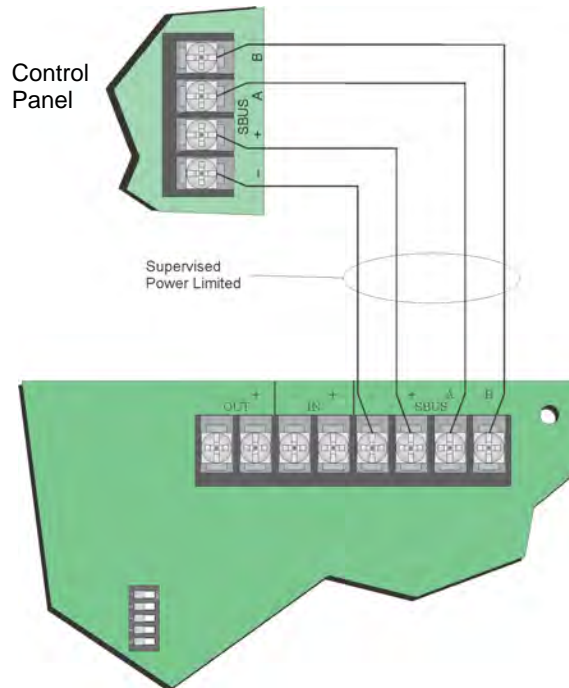 Control
Panel
B
A
SBUS
+
–
Supervised
Power Limited
+ + + A B
OUT IN SBUS